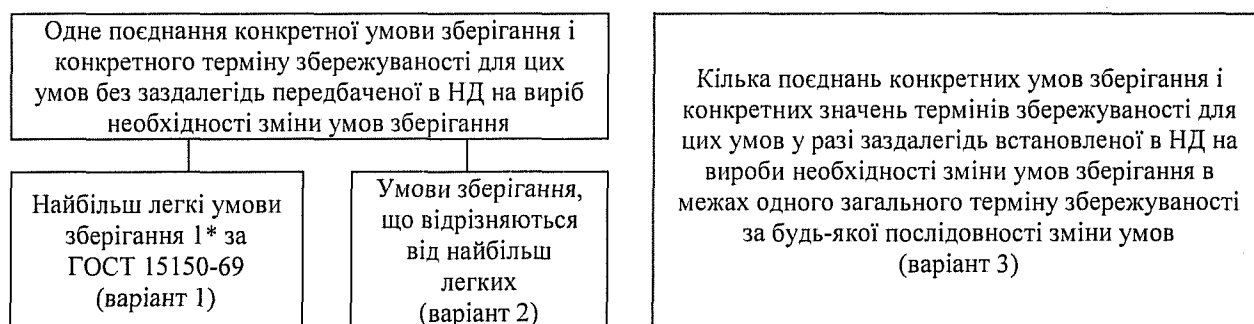 Одне поєднання конкретної умови зберігання і
конкретного терміну збережуваності для цих
умов без заздалегідь передбаченої в НД на виріб
необхідності зміни умов зберігання
Найбільш легкі умови
зберігання 1* за
ГОСТ 15150-69
(варіант 1)
Умови зберігання,
що відрізняються
від найбільш
легких
(варіант 2)
Кілька поєднань конкретних умов зберігання і
конкретних значень термінів збережуваності для
цих умов у разі заздалегідь встановленої в НД на
вироби необхідності зміни умов зберігання в
межах одного загального терміну збережуваності
за будь-якої послідовності зміни умов
(варіант 3)